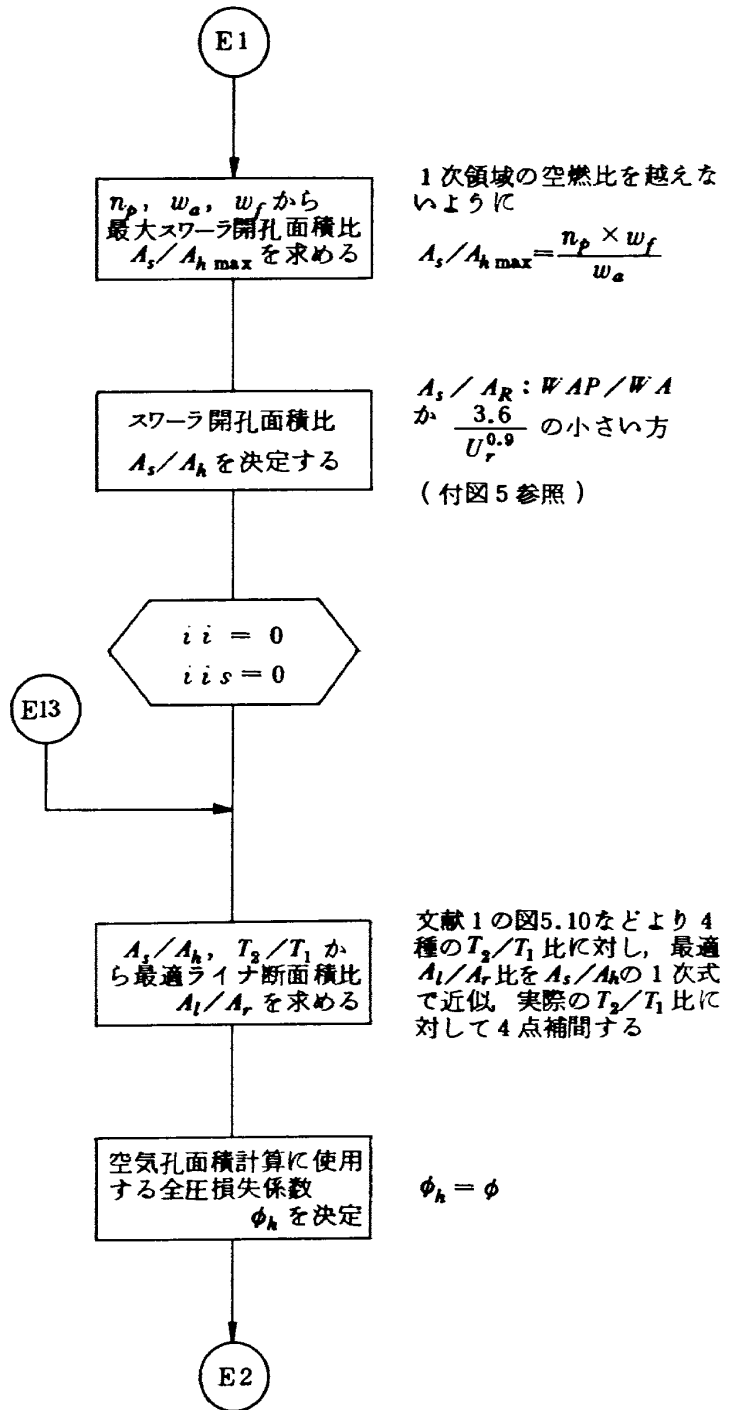 E1
n_p, w_a, w_f から
最大スワーラ開孔面積比
A_s/A_h max を求める
1次領域の空燃比を越えな
いように
A_s/A_h max = \frac{n_p × w_f}{w_a}
スワーラ開孔面積比
A_s/A_h を決定する
A_s/A_R : WAP/WA
か \frac{3.6}{U_r^{0.9}} の小さい方
(付図5参照)
ii = 0
iis = 0
E13
A_s/A_h, T_2/T_1 か
ら最適ライナ断面積比
A_l/A_r を求める
文献1の図5.10などより4
種のT_2/T_1比に対し, 最適
A_l/A_r比をA_s/A_hの1次式
で近似, 実際のT_2/T_1比に
対して4点補間する
空気孔面積計算に使用
する全圧損失係数
φ_h を決定
φ_h = φ
E2